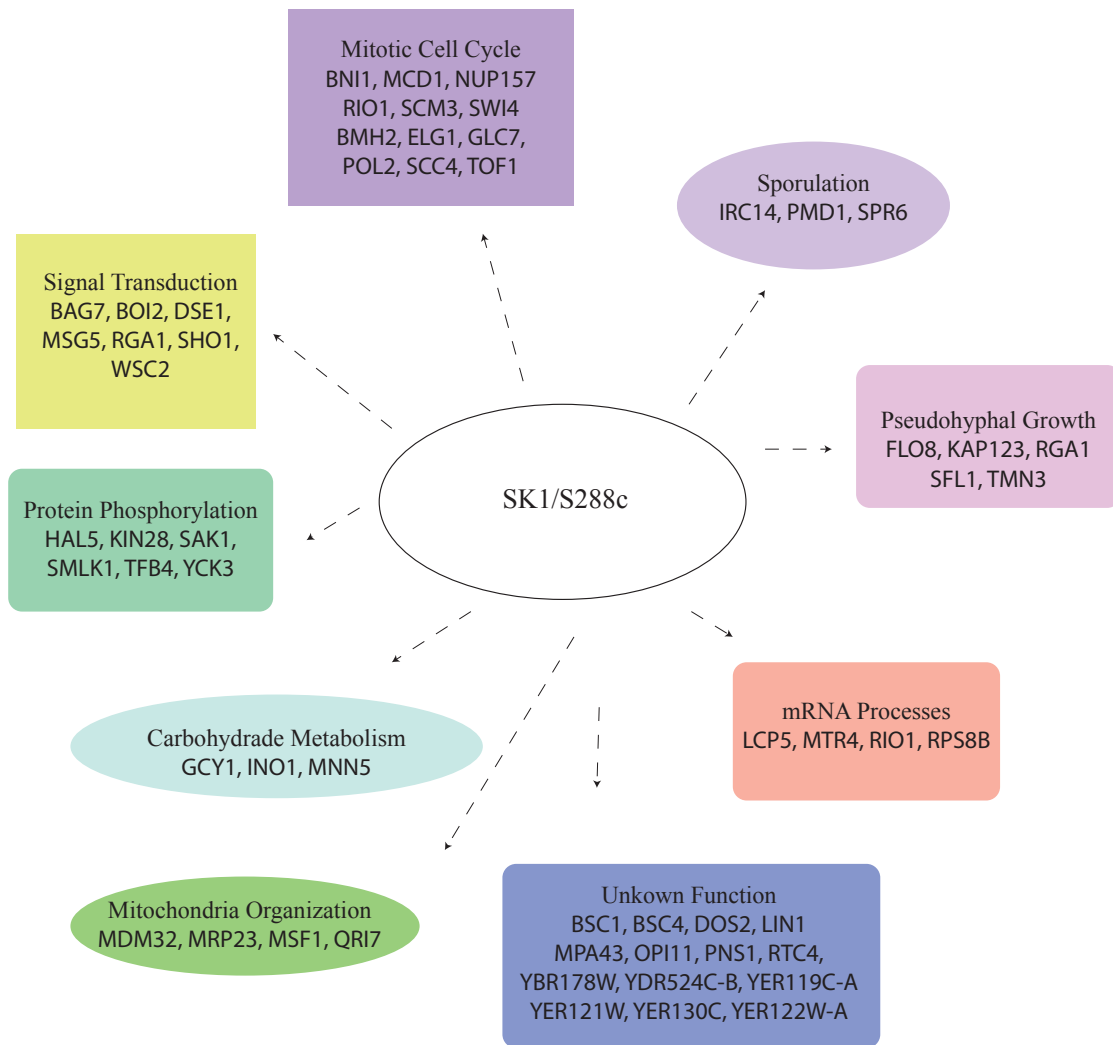 Mitotic Cell Cycle
BNI1, MCD1, NUP157
RIO1, SCM3, SWI4
BMH2, ELG1, GLC7,
POL2, SCC4, TOF1
Sporulation
IRC14, PMD1, SPR6
Signal Transduction
BAG7, BOI2, DSE1,
MSG5, RGA1, SHO1,
WSC2
Pseudohyphal Growth
FLO8, KAP123, RGA1
SFL1, TMN3
SK1/S288c
Protein Phosphorylation
HAL5, KIN28, SAK1,
SMLK1, TFB4, YCK3
mRNA Processes
LCP5, MTR4, RIO1, RPS8B
Carbohydrade Metabolism
GCY1, INO1, MNN5
Mitochondria Organization
MDM32, MRP23, MSF1, QRI7
Unkown Function
BSC1, BSC4, DOS2, LIN1
MPA43, OPI11, PNS1, RTC4,
YBR178W, YDR524C-B, YER119C-A
YER121W, YER130C, YER122W-A